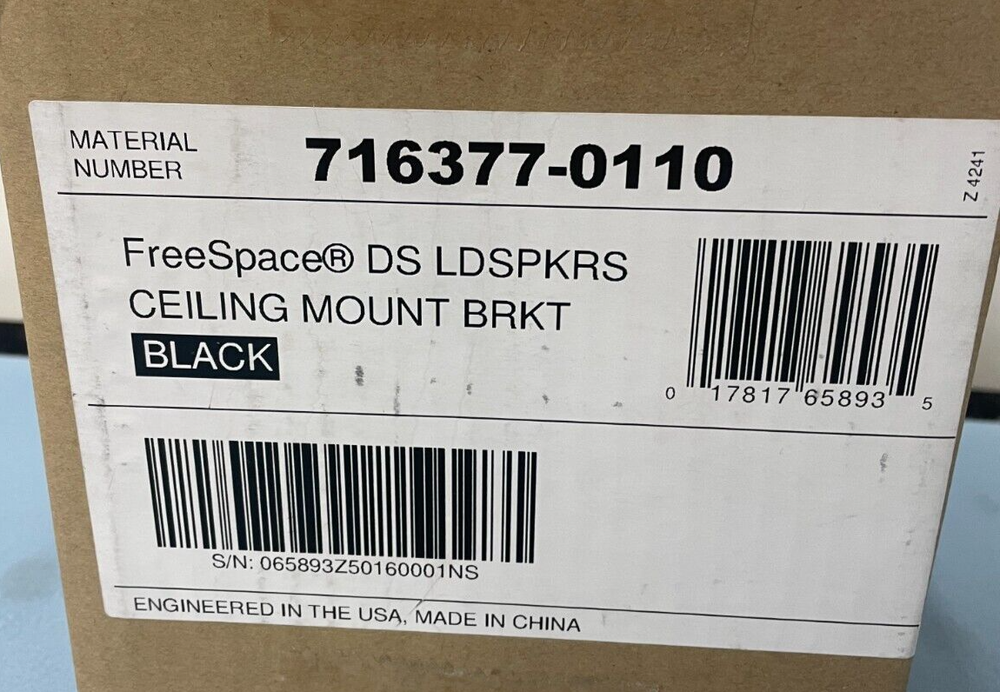 MATERIAL
NUMBER
716377-0110
Z 4241
FreeSpace® DS LDSPKRS
CEILING MOUNT BRKT
BLACK
0 17817 65893 5
S/N: 065893Z50160001NS
ENGINEERED IN THE USA, MADE IN CHINA